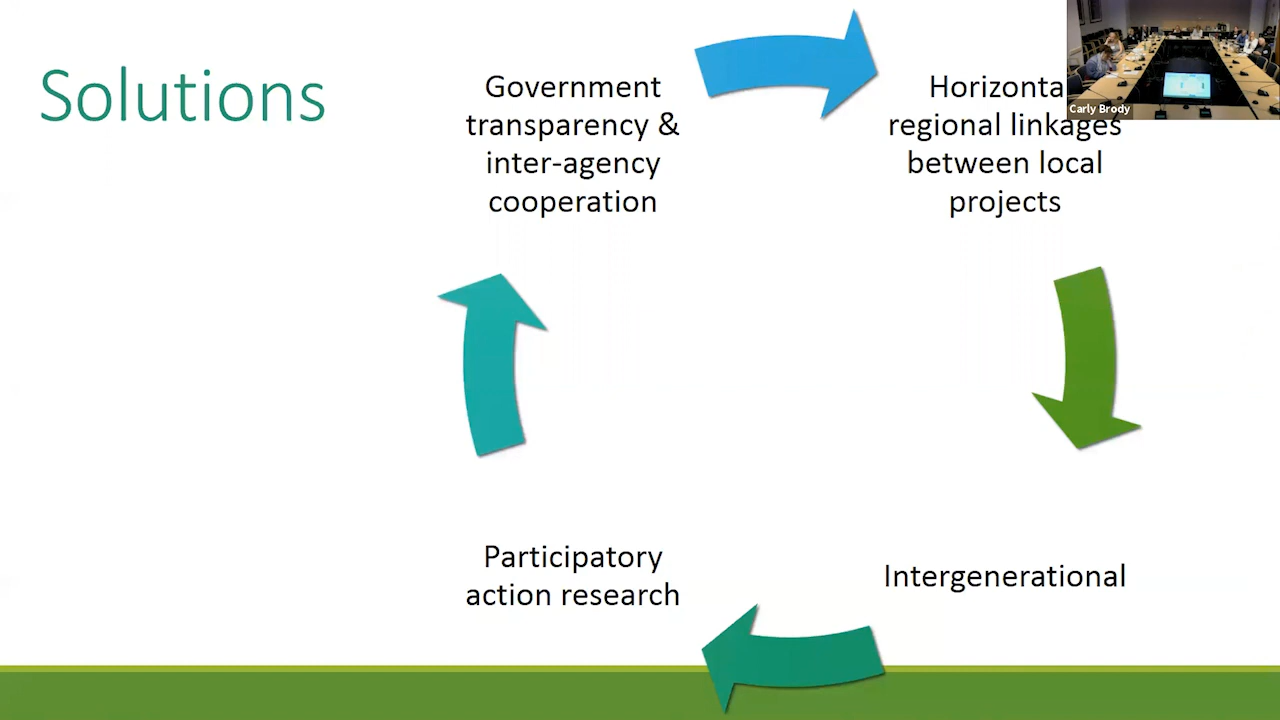 Solutions
Government
transparency &
inter-agency
cooperation
Horizonta
regional linkages
between local
projects
Carly Brody
Intergenerational
Participatory
action research